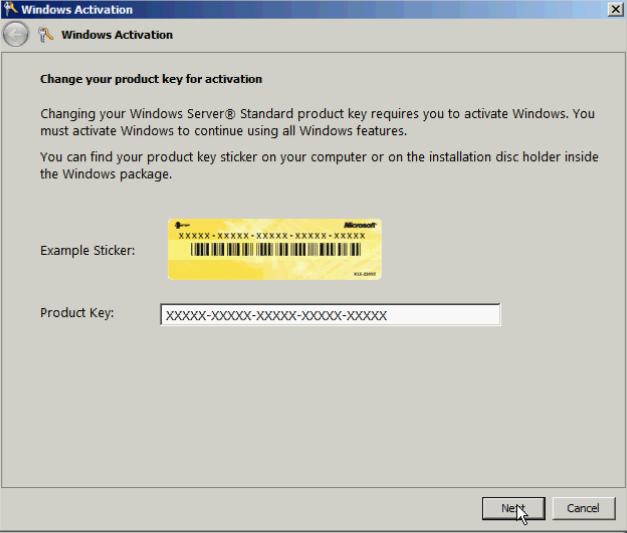 Windows Activation
Windows Activation
Change your product key for activation
Changing your Windows Server® Standard product key requires you to activate Windows. You
must activate Windows to continue using all Windows features.
You can find your product key sticker on your computer or on the installation disc holder inside
the Windows package.
Microsoft
XXXXX-XXXXX-XXXXX-XXXXX-XXXXX
Example Sticker:
Product Key:
XXXXX-XXXXX-XXXXX-XXXXX-XXXXX
Next
Cancel